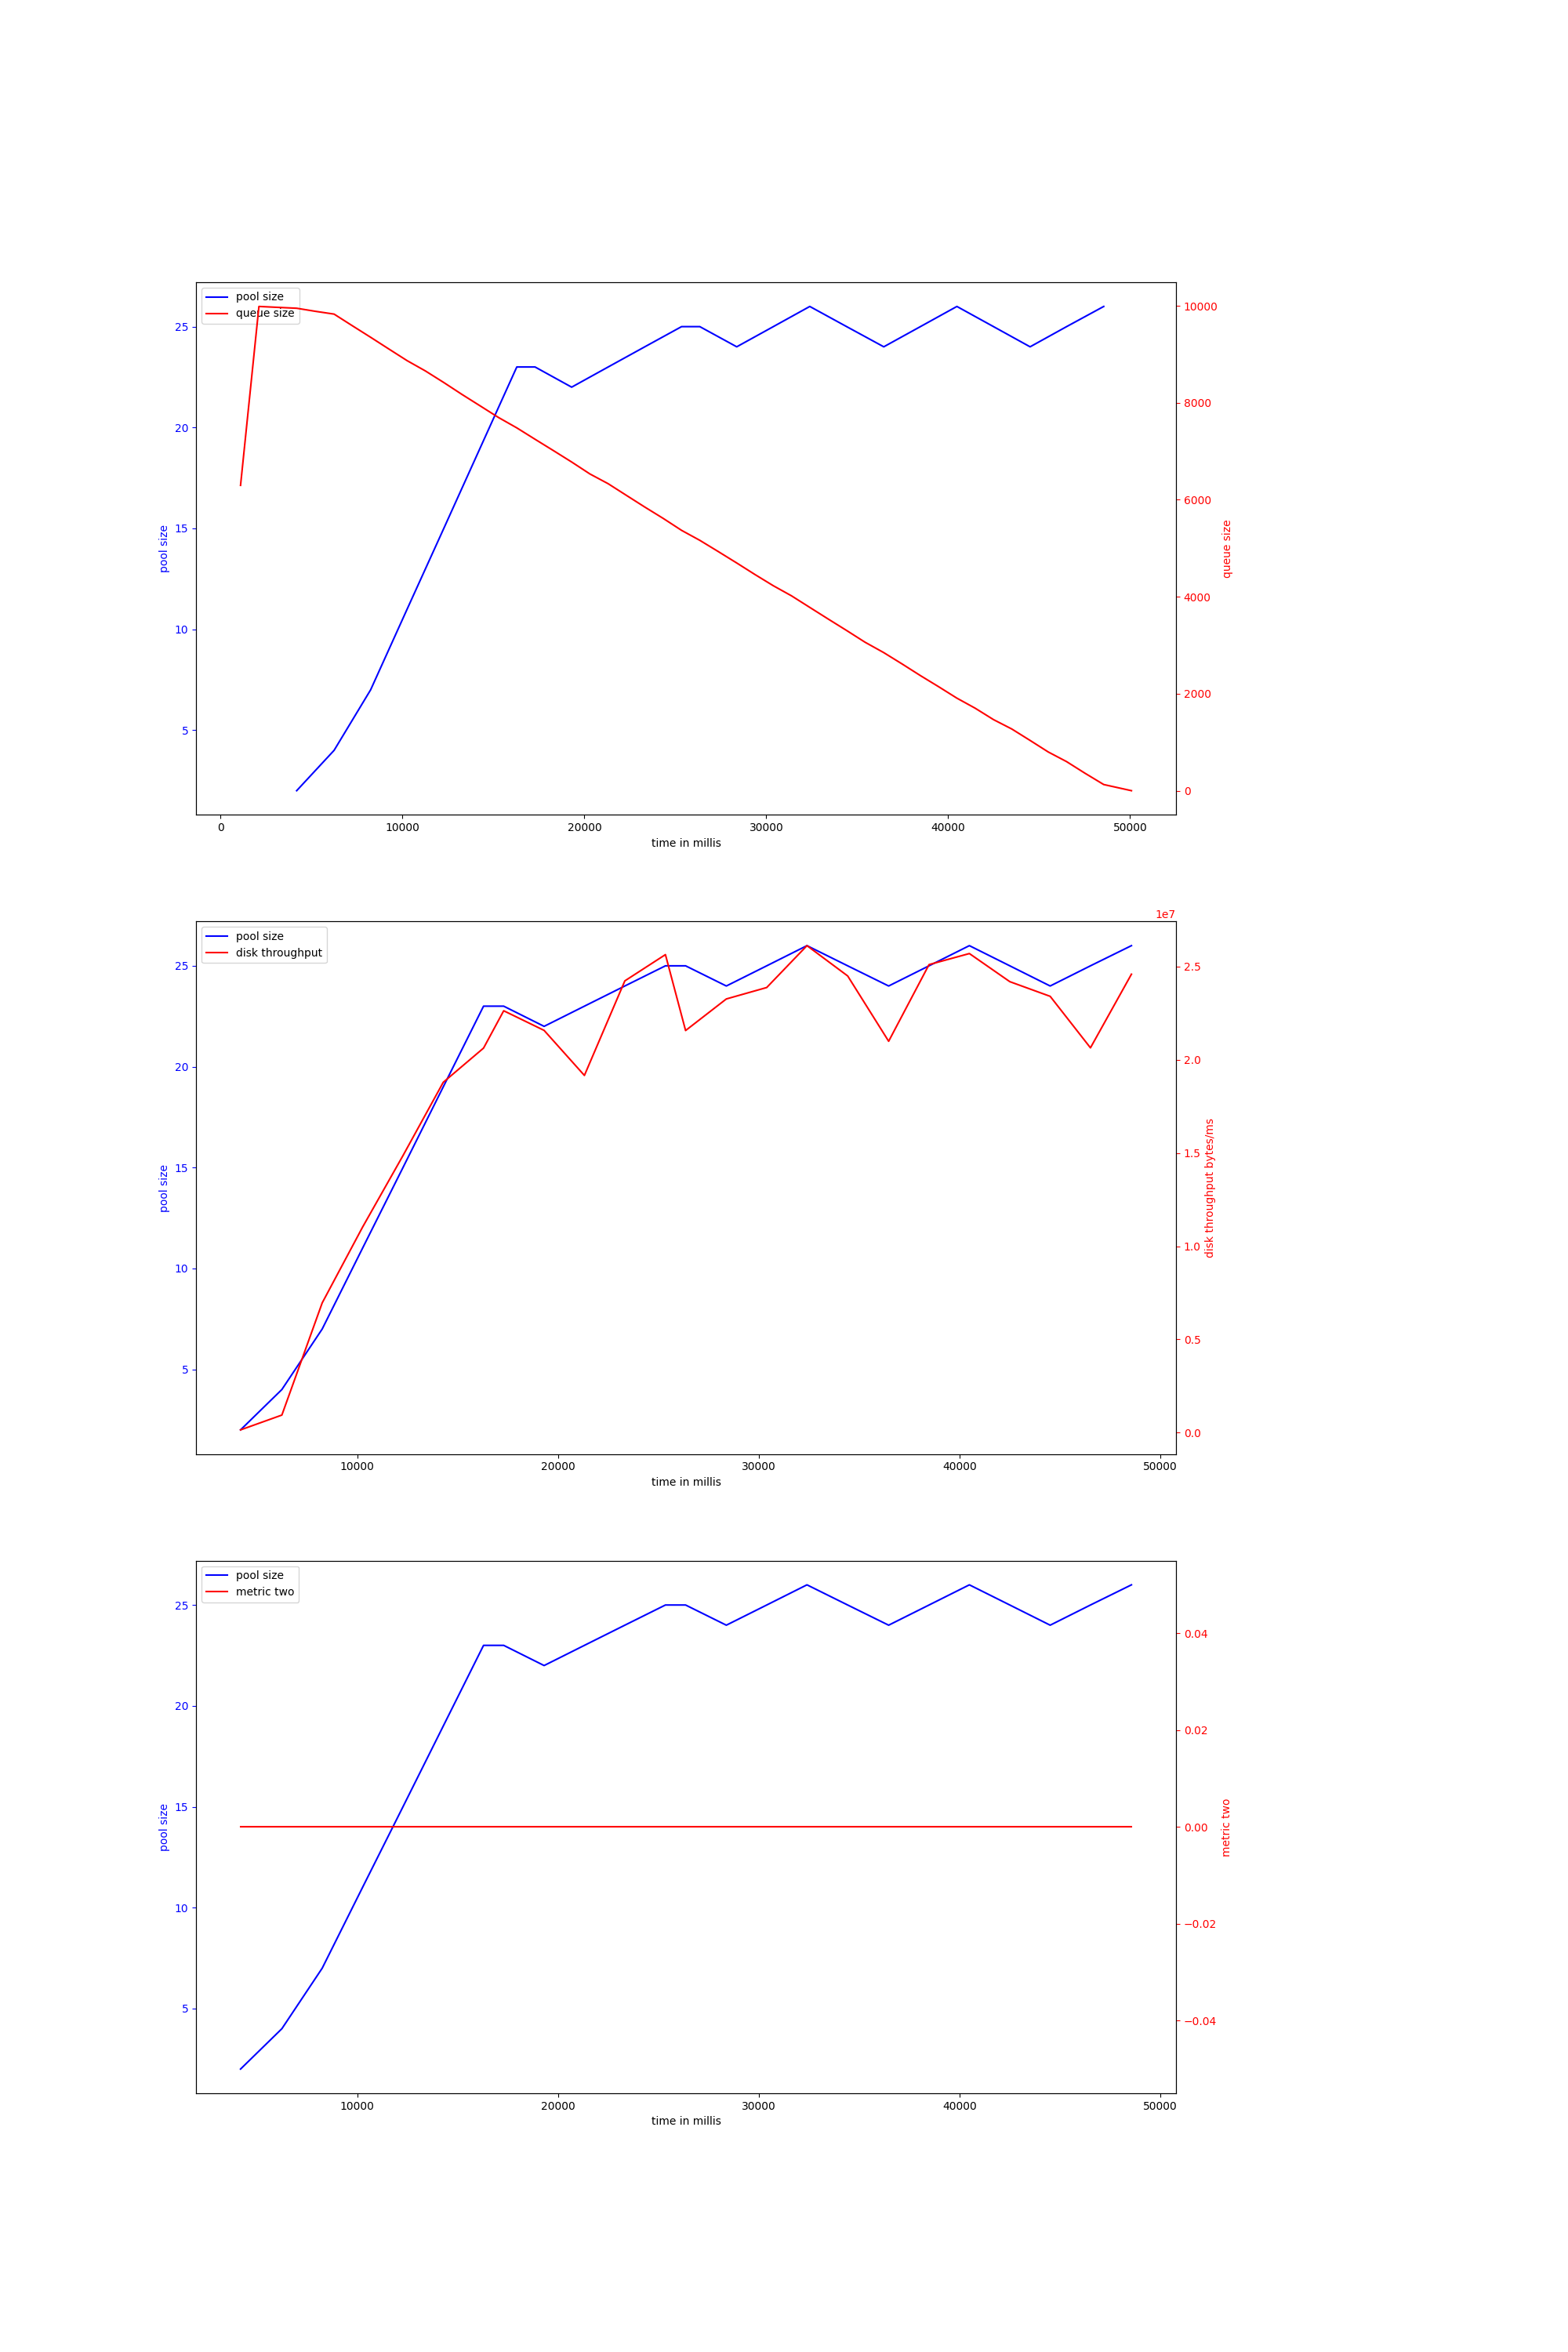 pool size
queue size
25
20
15
10
5
pool size
10000
8000
6000
4000
2000
0
queue size
0 10000 20000 30000 40000 50000
time in millis
1e7
pool size
disk throughput
25
20
15
10
5
pool size
2.5
2.0
1.5
1.0
0.5
0.0
disk throughput bytes/ms
10000 20000 30000 40000 50000
time in millis
pool size
metric two
25
20
15
10
5
pool size
0.04
0.02
0.00
−0.02
−0.04
metric two
10000 20000 30000 40000 50000
time in millis